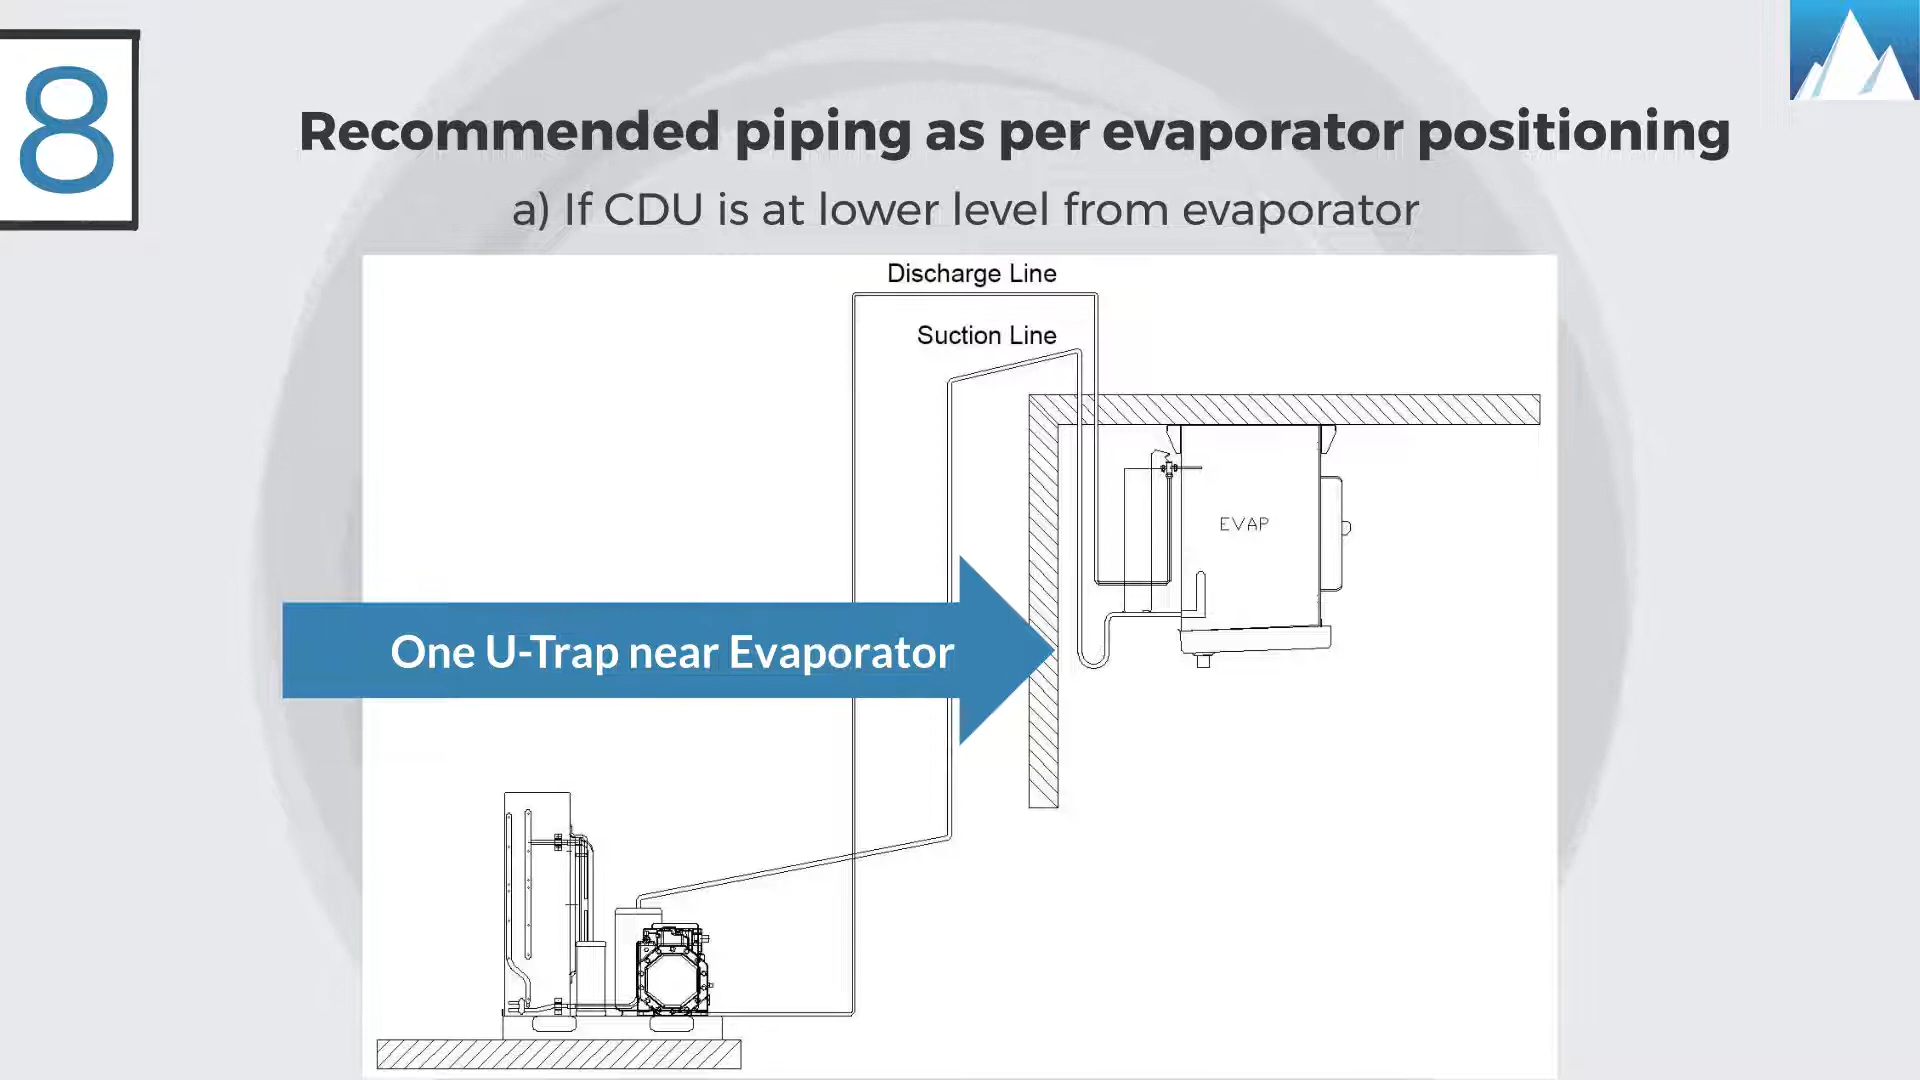 8
Recommended piping as per evaporator positioning
a) If CDU is at lower level from evaporator
Discharge Line
Suction Line
EVAP
One U-Trap near Evaporator